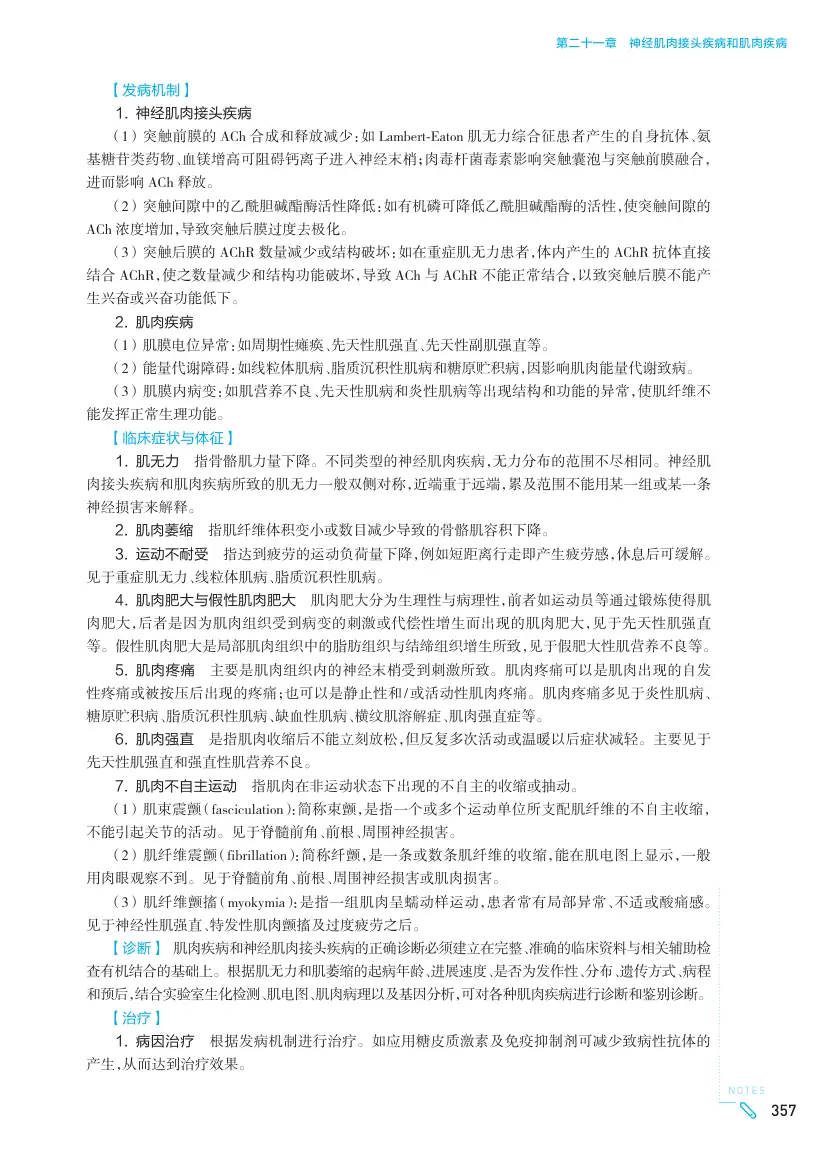 第二十一章　神经肌肉接头疾病和肌肉疾病
【发病机制】
1. 神经肌肉接头疾病
（1）突触前膜的 ACh 合成和释放减少：如 Lambert-Eaton 肌无力综合征患者产生的自身抗体、氨
基糖苷类药物、血镁增高可阻碍钙离子进入神经末梢；肉毒杆菌毒素影响突触囊泡与突触前膜融合，
进而影响 ACh 释放。
（2）突触间隙中的乙酰胆碱酯酶活性降低：如有机磷可降低乙酰胆碱酯酶的活性，使突触间隙的
ACh 浓度增加，导致突触后膜过度去极化。
（3）突触后膜的 AChR 数量减少或结构破坏：如在重症肌无力患者，体内产生的 AChR 抗体直接
结合 AChR，使之数量减少和结构功能破坏，导致 ACh 与 AChR 不能正常结合，以致突触后膜不能产
生兴奋或兴奋功能低下。
2. 肌肉疾病
（1）肌膜电位异常：如周期性瘫痪、先天性肌强直、先天性副肌强直等。
（2）能量代谢障碍：如线粒体肌病、脂质沉积性肌病和糖原贮积病，因影响肌肉能量代谢致病。
（3）肌膜内病变：如肌营养不良、先天性肌病和炎性肌病等出现结构和功能的异常，使肌纤维不
能发挥正常生理功能。
【临床症状与体征】
1. 肌无力　指骨骼肌力量下降。不同类型的神经肌肉疾病，无力分布的范围不尽相同。神经肌
肉接头疾病和肌肉疾病所致的肌无力一般双侧对称，近端重于远端，累及范围不能用某一组或某一条
神经损害来解释。
2. 肌肉萎缩　指肌纤维体积变小或数目减少导致的骨骼肌容积下降。
3. 运动不耐受　指达到疲劳的运动负荷量下降，例如短距离行走即产生疲劳感，休息后可缓解。
见于重症肌无力、线粒体肌病、脂质沉积性肌病。
4. 肌肉肥大与假性肌肉肥大　肌肉肥大分为生理性与病理性，前者如运动员等通过锻炼使得肌
肉肥大，后者是因为肌肉组织受到病变的刺激或代偿性增生而出现的肌肉肥大，见于先天性肌强直
等。假性肌肉肥大是局部肌肉组织中的脂肪组织与结缔组织增生所致，见于假肥大性肌营养不良等。
5. 肌肉疼痛　主要是肌肉组织内的神经末梢受到刺激所致。肌肉疼痛可以是肌肉出现的自发
性疼痛或被按压后出现的疼痛；也可以是静止性和/或活动性肌肉疼痛。肌肉疼痛多见于炎性肌病、
糖原贮积病、脂质沉积性肌病、缺血性肌病、横纹肌溶解症、肌肉强直症等。
6. 肌肉强直　是指肌肉收缩后不能立刻放松，但反复多次活动或温暖以后症状减轻。主要见于
先天性肌强直和强直性肌营养不良。
7. 肌肉不自主运动　指肌肉在非运动状态下出现的不自主的收缩或抽动。
（1）肌束震颤（fasciculation）：简称束颤，是指一个或多个运动单位所支配肌纤维的不自主收缩，
不能引起关节的活动。见于脊髓前角、前根、周围神经损害。
（2）肌纤维震颤（fibrillation）：简称纤颤，是一条或数条肌纤维的收缩，能在肌电图上显示，一般
用肉眼观察不到。见于脊髓前角、前根、周围神经损害或肌肉损害。
（3）肌纤维颤搐（myokymia）：是指一组肌肉呈蠕动样运动，患者常有局部异常、不适或酸痛感。
见于神经性肌强直、特发性肌肉颤搐及过度疲劳之后。
【诊断】 肌肉疾病和神经肌肉接头疾病的正确诊断必须建立在完整、准确的临床资料与相关辅助检
查有机结合的基础上。根据肌无力和肌萎缩的起病年龄、进展速度、是否为发作性、分布、遗传方式、病程
和预后，结合实验室生化检测、肌电图、肌肉病理以及基因分析，可对各种肌肉疾病进行诊断和鉴别诊断。
【治疗】
1. 病因治疗　根据发病机制进行治疗。如应用糖皮质激素及免疫抑制剂可减少致病性抗体的
产生，从而达到治疗效果。
NOTES
357